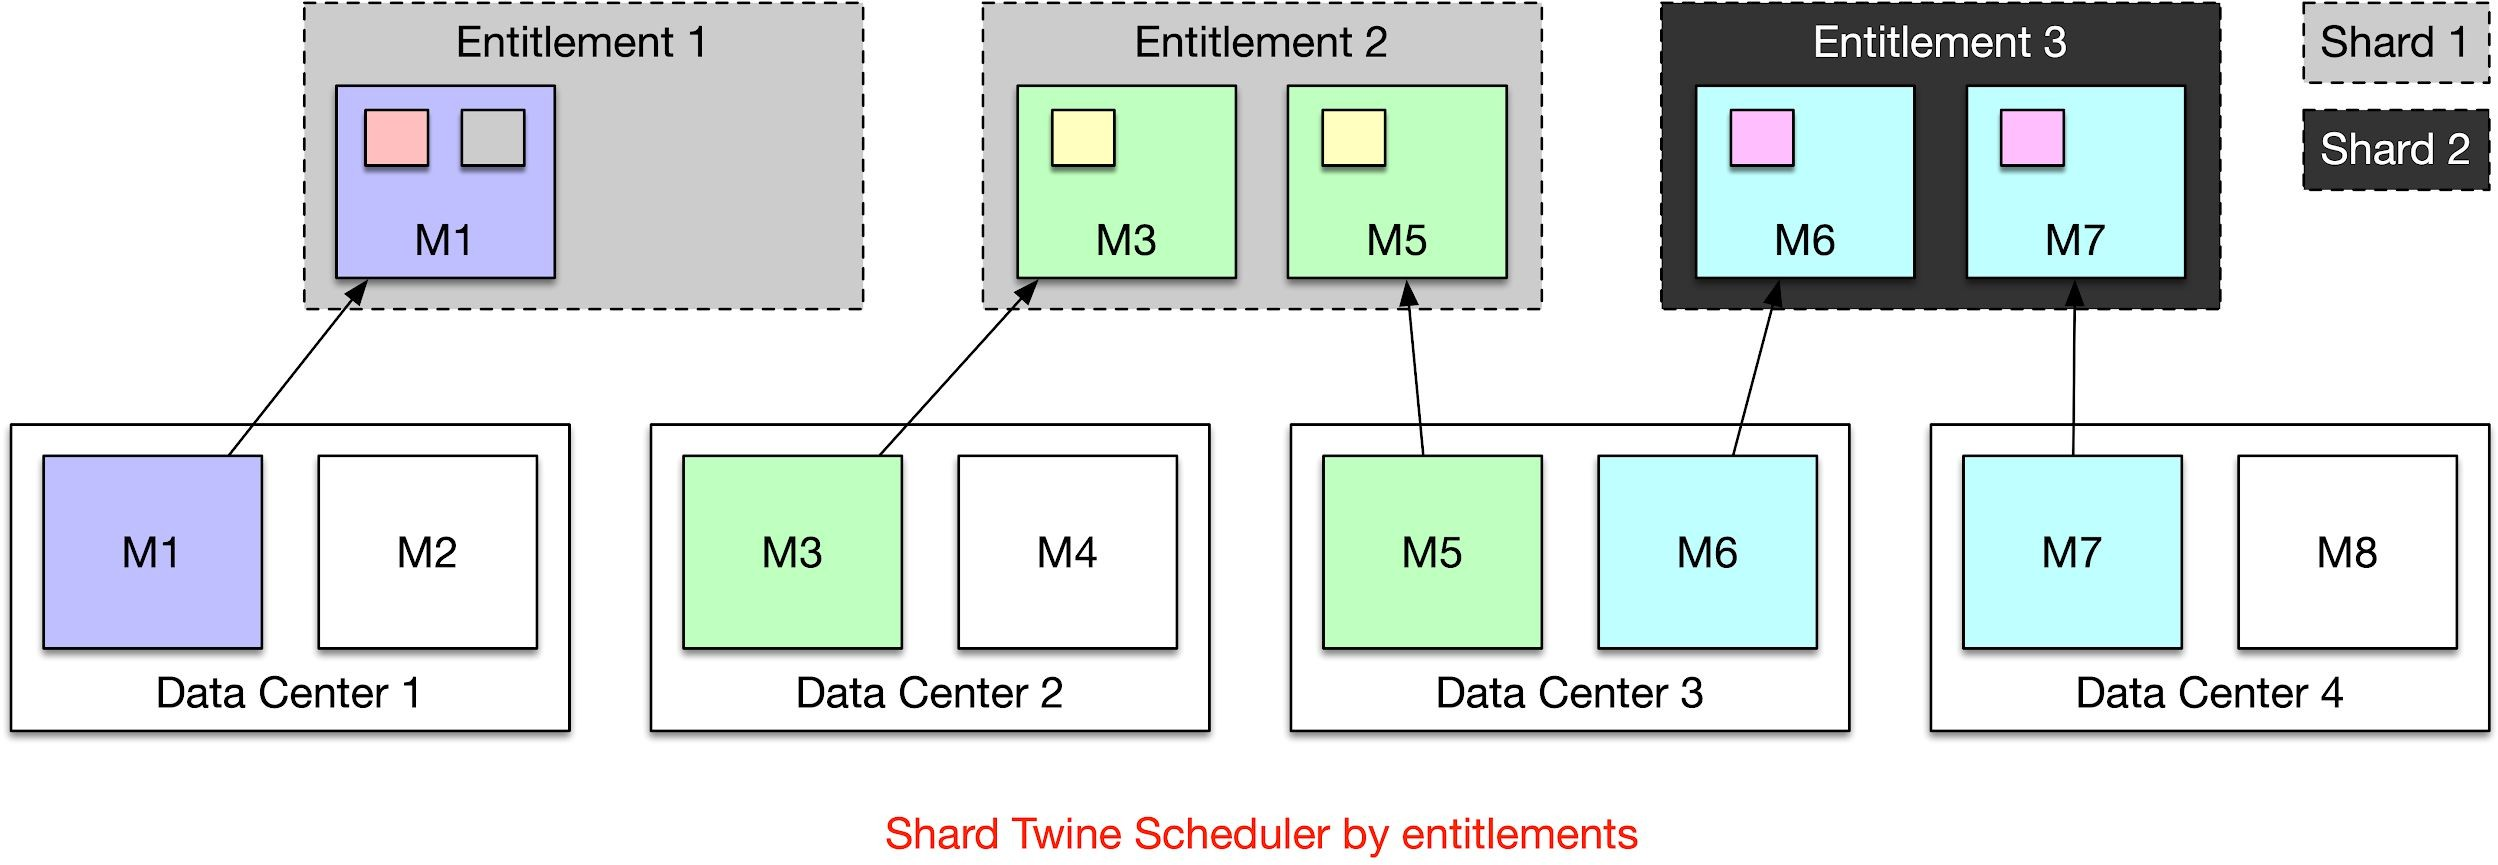 Entitlement 1
Entitlement 2
Entitlement 3
Shard 1
Shard 2
M1
M3
M5
M6
M7
M1
M2
M3
M4
M5
M6
M7
M8
Data Center 1
Data Center 2
Data Center 3
Data Center 4
Shard Twine Scheduler by entitlements